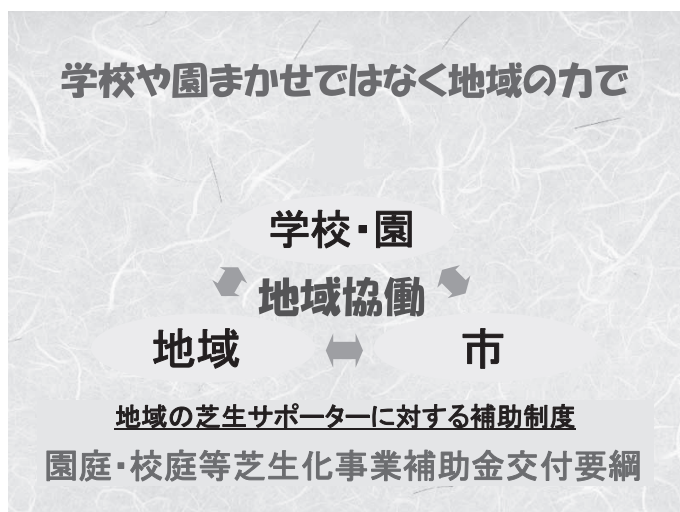 学校や園まかせではなく地域の力で
学校・園
地域協働
地域
市
地域の芝生サポーターに対する補助制度
園庭・校庭等芝生化事業補助金交付要綱